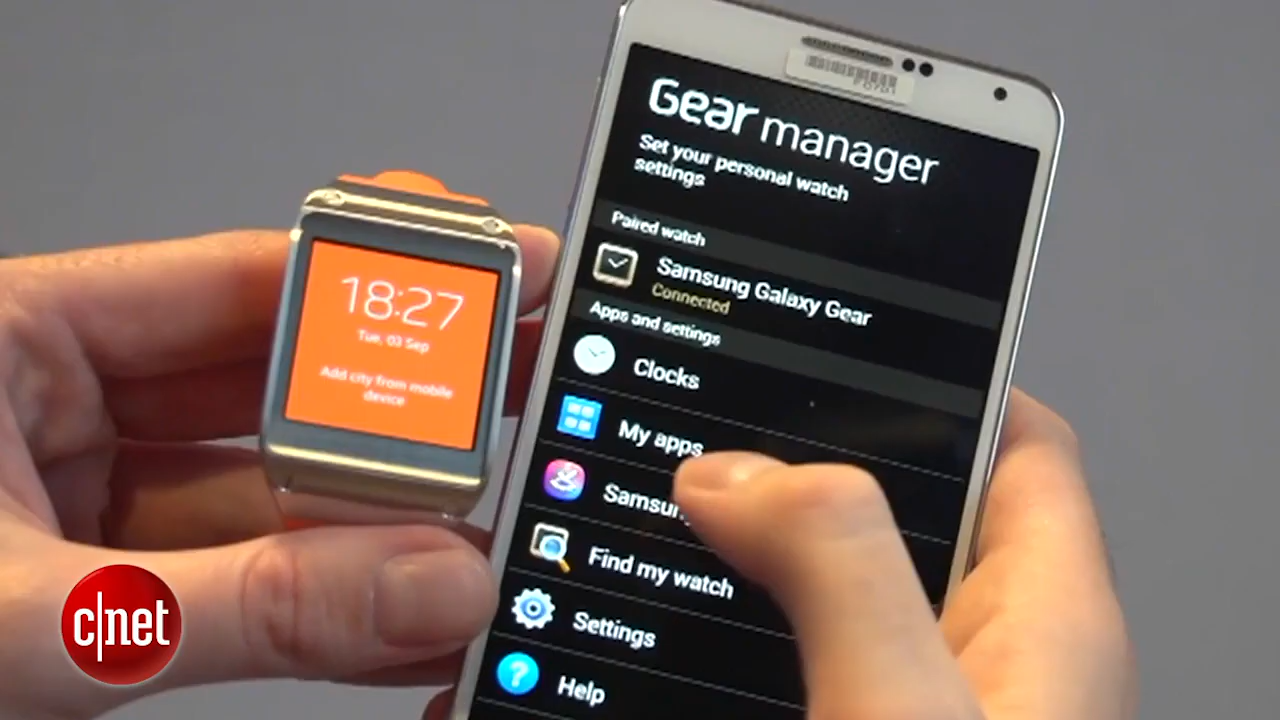 18:27
Tue, 03 Sep
Add city from mobile
device
Gear manager
Set your personal watch
settings
Paired watch
Samsung Galaxy Gear
Connected
Apps and settings
Clocks
My apps
Samsung
Find my watch
Settings
Help
c|net